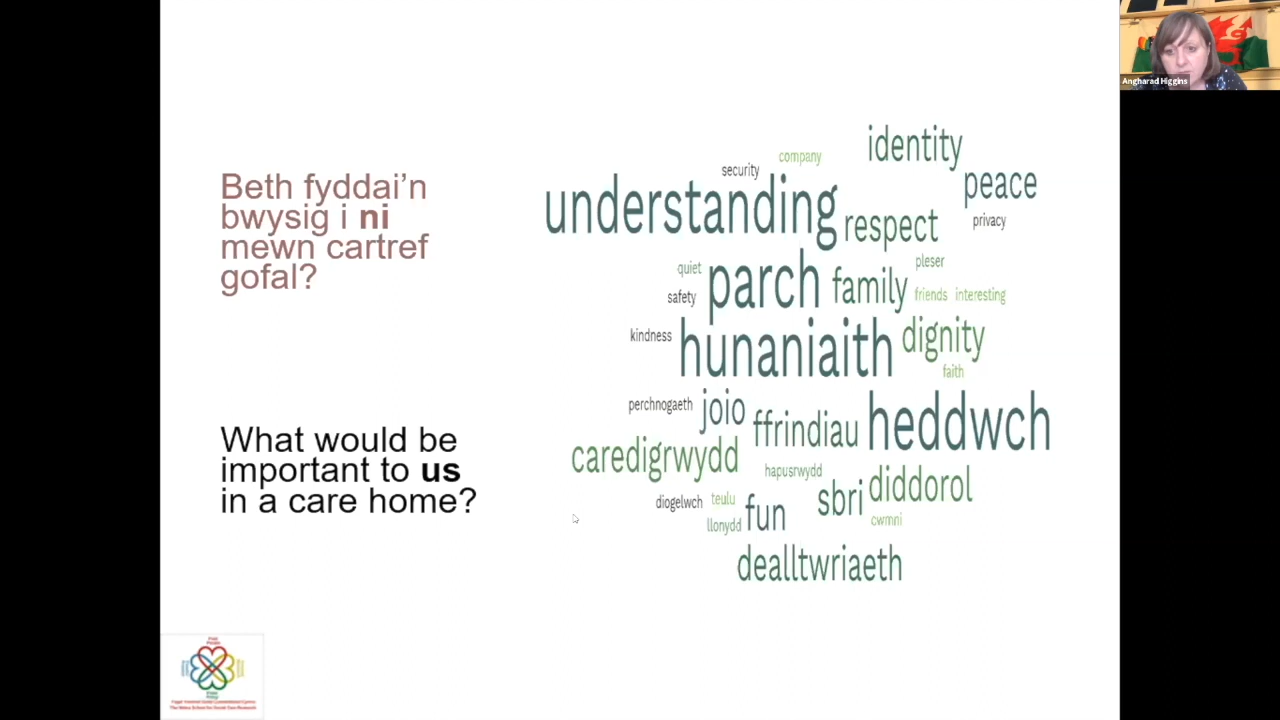 Angharad Higgins
Beth fyddai'n
bwysig i ni
mewn cartref
gofal?
What would be
important to us
in a care home?
identity
company
security
peace
understanding
respect
privacy
pleser
quiet
parch
family
safety
friends
interesting
kindness
hunaniaith
dignity
faith
perchnogaeth
joio
ffrindiau
heddwch
caredigrwydd
hapusrwydd
diddorol
diogelwch
teulu
sbri
llonydd
fun
cwmni
dealltwriaeth